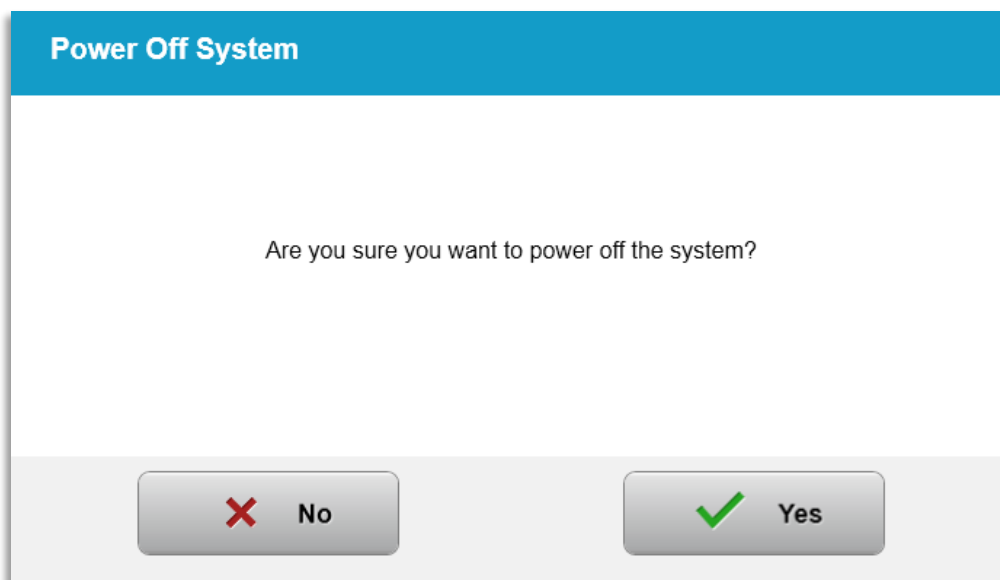 Power Off System
Are you sure you want to power off the system?
No
Yes